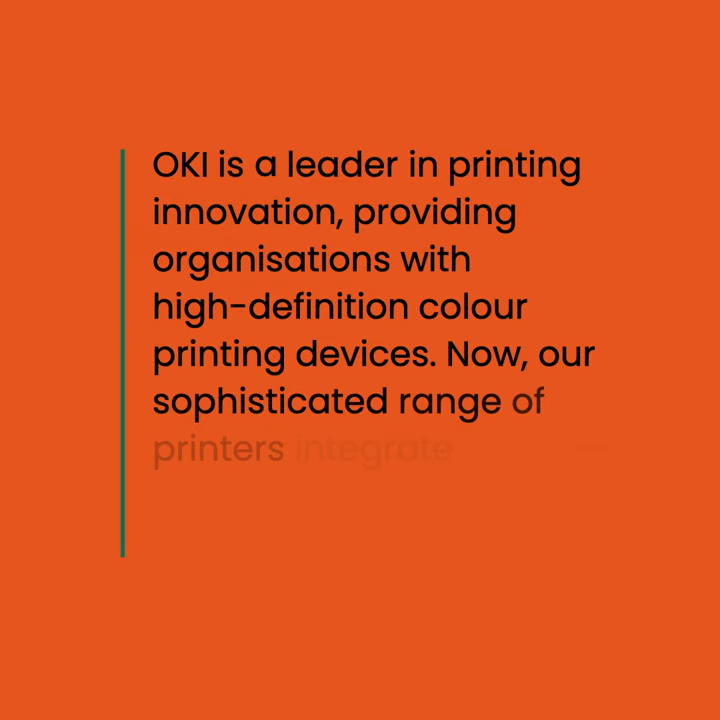 OKI is a leader in printing
innovation, providing
organisations with
high-definition colour
printing devices. Now, our
sophisticated range of
printers integrate